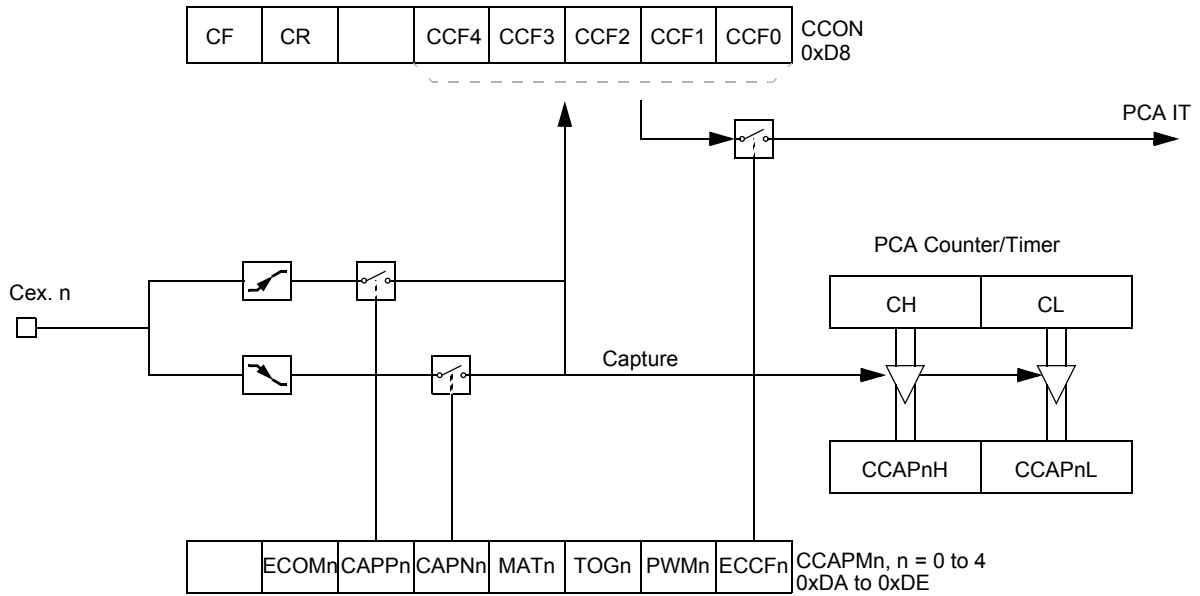 CF CR CCF4 CCF3 CCF2 CCF1 CCF0 CCON
0xD8
PCA IT
PCA Counter/Timer
Cex. n
CH CL
Capture
CCAPnH CCAPnL
ECOMn CAPPn CAPNn MATn TOGn PWMn ECCFn CCAPMn, n = 0 to 4
0xDA to 0xDE